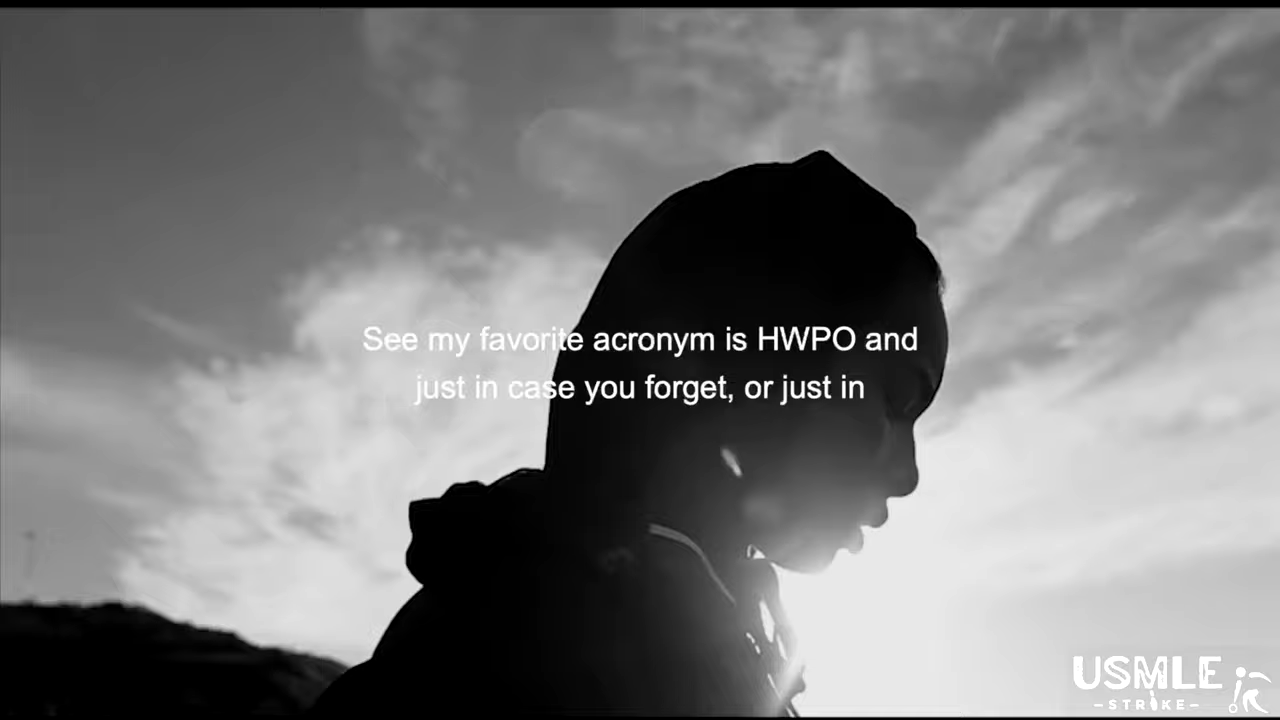 See my favorite acronym is HWPO and
just in case you forget, or just in
USMLE
-STRIKE-